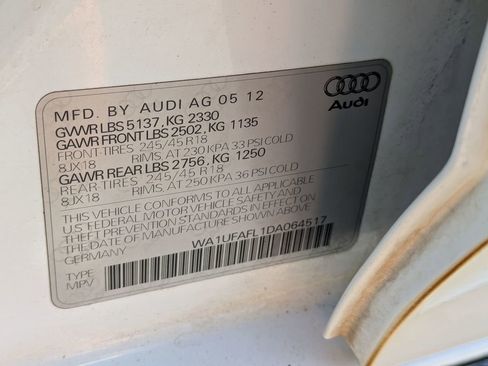 MFD. BY AUDI AG 05 12
GVWR LBS 5137, KG 2330
GAWR FRONT LBS 2502, KG 1135
FRONT-TIRES 245/45 R18
8JX18 RIMS, AT 230 KPA 33 PSI COLD
GAWR REAR LBS 2756, KG 1250
REAR-TIRES 245/45 R18
8JX18 RIMS, AT 250 KPA 36 PSI COLD
THIS VEHICLE CONFORMS TO ALL APPLICABLE
U.S. FEDERAL MOTOR VEHICLE SAFETY AND
THEFT PREVENTION STANDARDS IN EFFECT ON
THE DATE OF MANUFACTURE SHOWN ABOVE.
GERMANY
WA1UFAFL1DA064517
TYPE
MPV
Audi